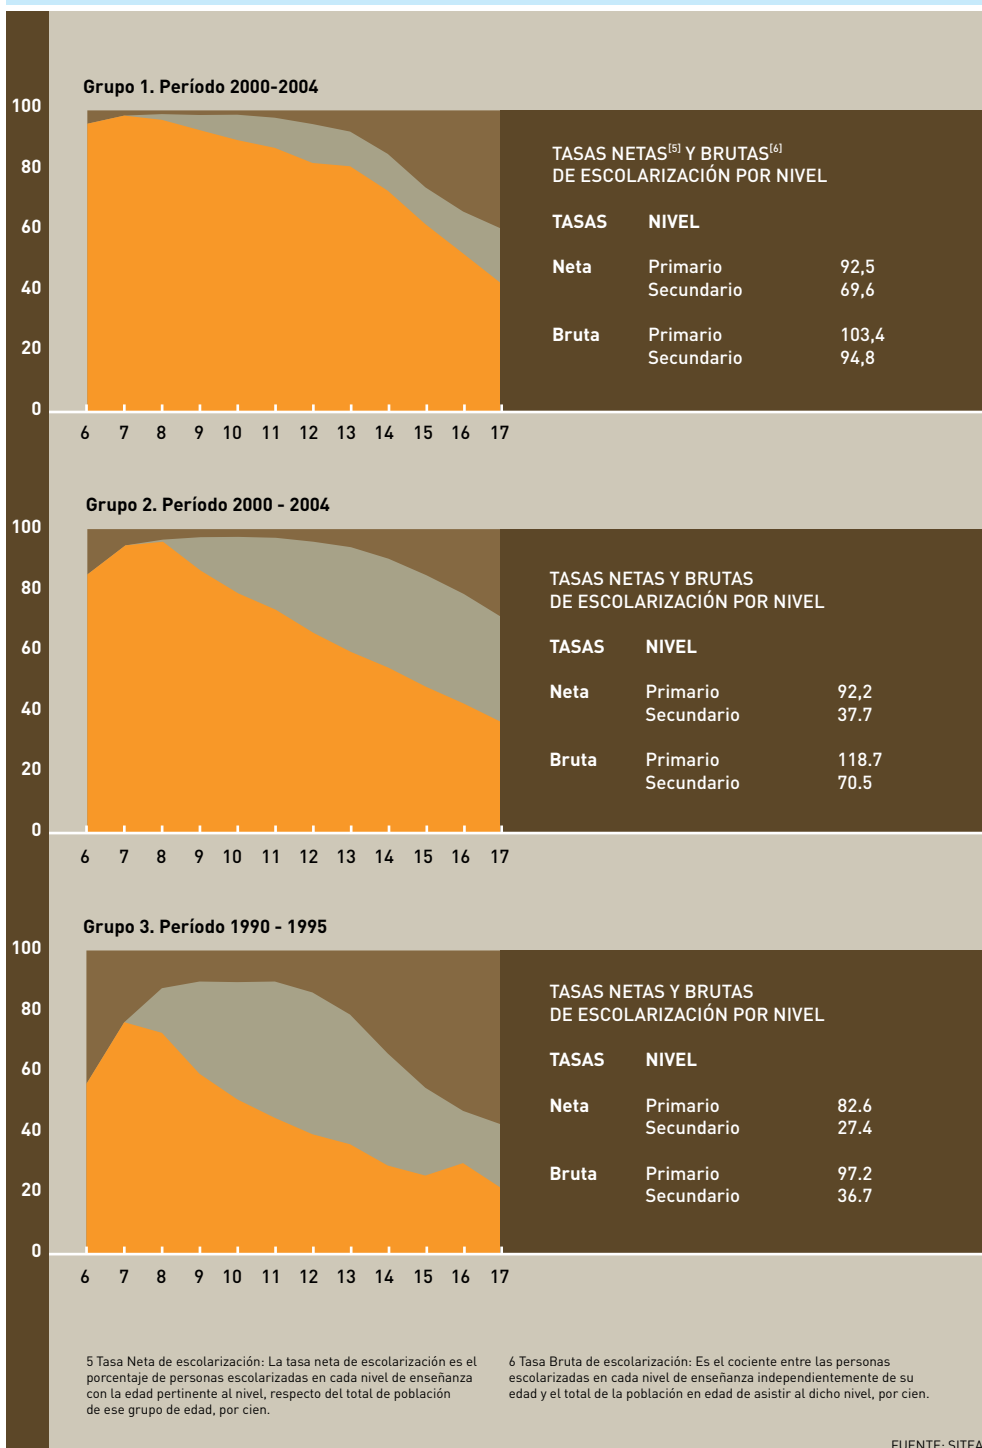 Grupo 1. Período 2000-2004
100
80
60
40
20
0
6 7 8 9 10 11 12 13 14 15 16 17
TASAS NETAS[5] Y BRUTAS[6]
DE ESCOLARIZACIÓN POR NIVEL
TASAS NIVEL
Neta Primario 92,5
Secundario 69,6
Bruta Primario 103,4
Secundario 94,8
Grupo 2. Período 2000 - 2004
100
80
60
40
20
0
6 7 8 9 10 11 12 13 14 15 16 17
TASAS NETAS Y BRUTAS
DE ESCOLARIZACIÓN POR NIVEL
TASAS NIVEL
Neta Primario 92,2
Secundario 37.7
Bruta Primario 118.7
Secundario 70.5
Grupo 3. Período 1990 - 1995
100
80
60
40
20
0
6 7 8 9 10 11 12 13 14 15 16 17
TASAS NETAS Y BRUTAS
DE ESCOLARIZACIÓN POR NIVEL
TASAS NIVEL
Neta Primario 82.6
Secundario 27.4
Bruta Primario 97.2
Secundario 36.7
5 Tasa Neta de escolarización: La tasa neta de escolarización es el
porcentaje de personas escolarizadas en cada nivel de enseñanza
con la edad pertinente al nivel, respecto del total de población
de ese grupo de edad, por cien.
6 Tasa Bruta de escolarización: Es el cociente entre las personas
escolarizadas en cada nivel de enseñanza independientemente de su
edad y el total de la población en edad de asistir al dicho nivel, por cien.
FUENTE: SITEA